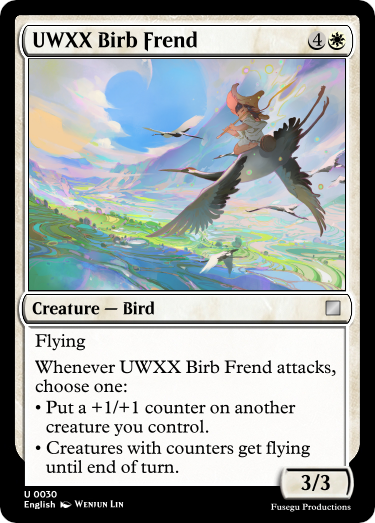 UWXX Birb Frend 4
Creature — Bird
Flying
Whenever UWXX Birb Frend attacks,
choose one:
• Put a +1/+1 counter on another
creature you control.
• Creatures with counters get flying
until end of turn.
3/3
U 0030
English Wenjun Lin
Fusegu Productions